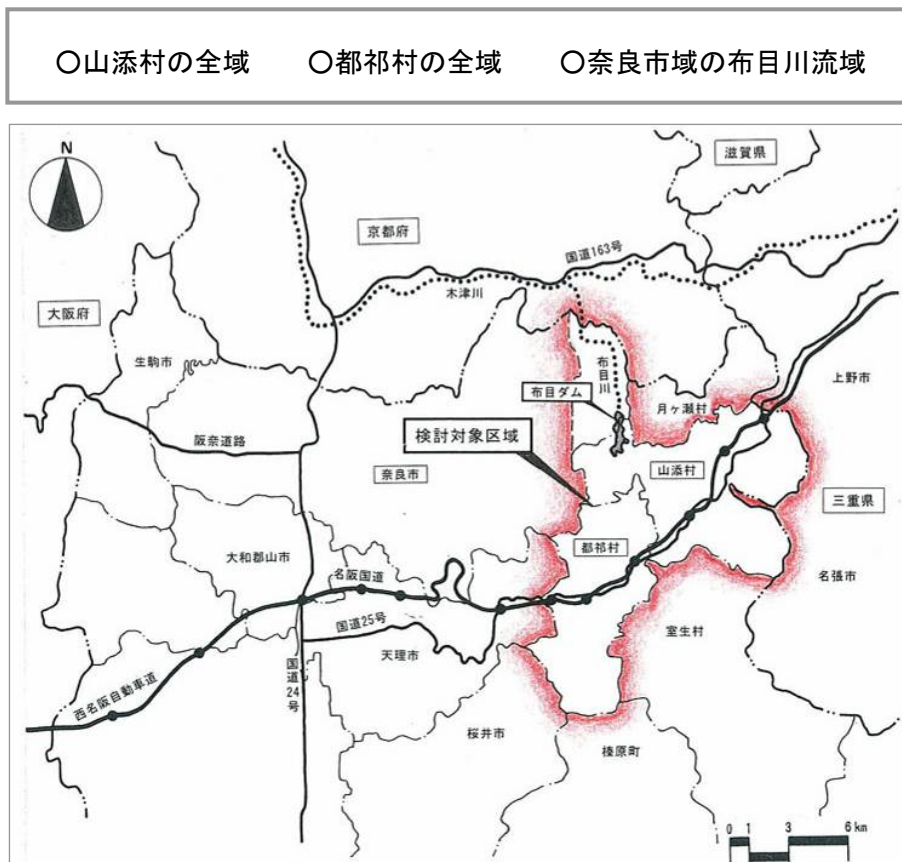 〇山添村の全域 〇都祁村の全域 〇奈良市域の布目川流域
N
滋賀県
京都府
国道163号
木津川
大阪府
生駒市
布目川
上野市
布目ダム
月ヶ瀬村
検討対象区域
阪奈道路
山添村
奈良市
三重県
大和郡山市
都祁村
名阪国道
名張市
国道25号
室生村
天理市
国道24号
西名阪自動車道
桜井市
榛原町
0 1 3 6km